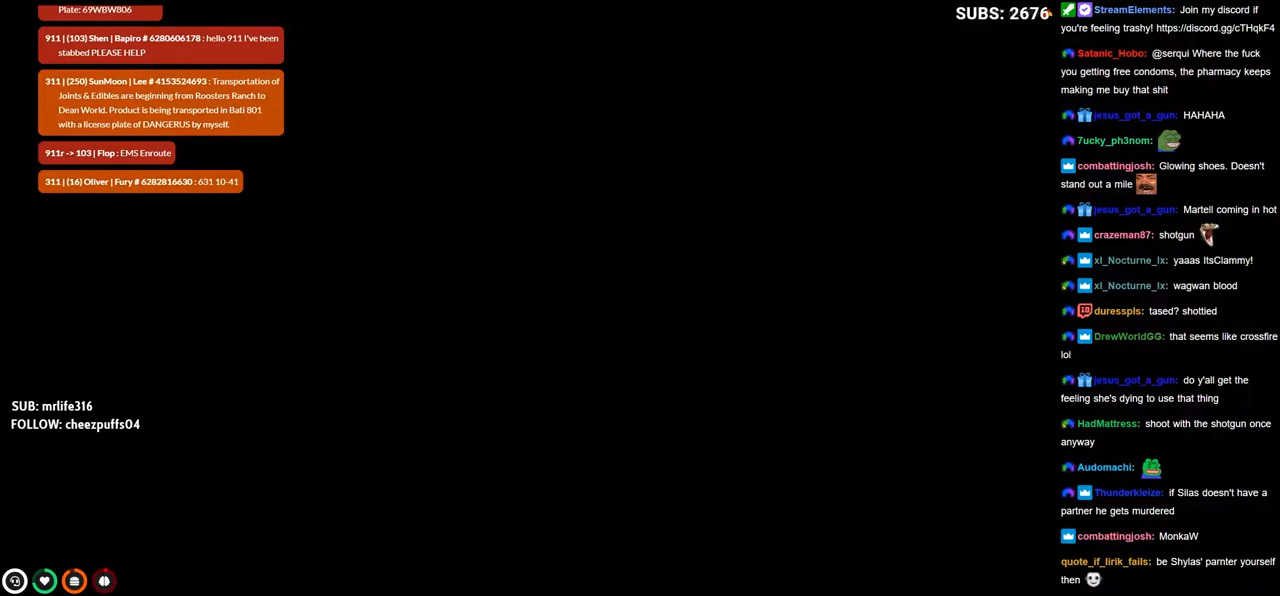 Plate: 69WBW806
911 | (103) Shen | Bapiro # 6280606178 : hello 911 I've been
stabbed PLEASE HELP
311 | (250) SunMoon | Lee # 4153524693 : Transportation of
Joints & Edibles are beginning from Roosters Ranch to
Dean World. Product is being transported in Bati 801
with a license plate of DANGERUS by myself.
911r -> 103 | Flop : EMS Enroute
311 | (16) Oliver | Fury # 6282816630 : 631 10-41
SUB: mrlife316
FOLLOW: cheezpuffs04
SUBS: 2676
StreamElements: Join my discord if
you're feeling trashy! https://discord.gg/cTHqkF4
Satanic_Hobo: @serqui Where the fuck
you getting free condoms, the pharmacy keeps
making me buy that shit
jesus_got_a_gun: HAHAHA
7ucky_ph3nom:
combattingjosh: Glowing shoes. Doesn't
stand out a mile
jesus_got_a_gun: Martell coming in hot
crazeman87: shotgun
xI_Nocturne_Ix: yaaas ItsClammy!
xI_Nocturne_Ix: wagwan blood
duresspls: tased? shottied
DrewWorldGG: that seems like crossfire
lol
jesus_got_a_gun: do y'all get the
feeling she's dying to use that thing
HadMattress: shoot with the shotgun once
anyway
Audomachi:
Thunderkleize: if Silas doesn't have a
partner he gets murdered
combattingjosh: MonkaW
quote_if_lirik_fails: be Shylas' parnter yourself
then